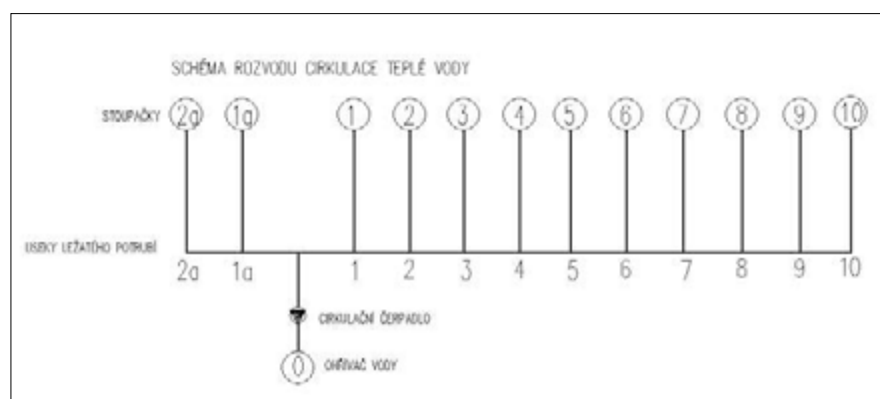 SCHÉMA ROZVODU CIRKULACE TEPLÉ VODY
STOUPAČKY 2a 1a 1 2 3 4 5 6 7 8 9 10
USEKY LEŽATÉHO POTRUBÍ
2a 1a 1 2 3 4 5 6 7 8 9 10
CIRKULAČNÍ ČERPADLO
0 OHŘÍVAČ VODY